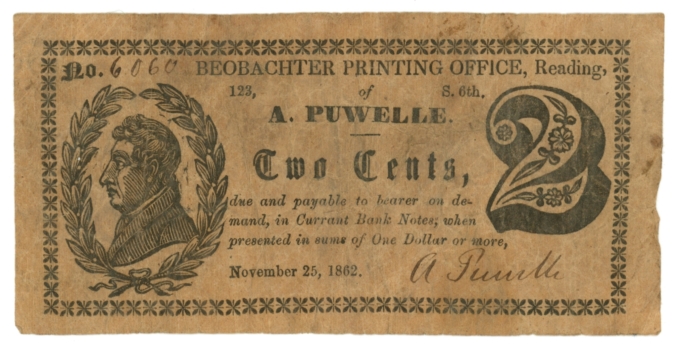 No. 6060 BEOBACHTER PRINTING OFFICE, Reading,
123, of S. 6th.
A. PUWELLE.
Two Cents,
2
due and payable to bearer on de-
mand, in Currant Bank Notes; when
presented in sums of One Dollar or more,
November 25, 1862. A Puwelle